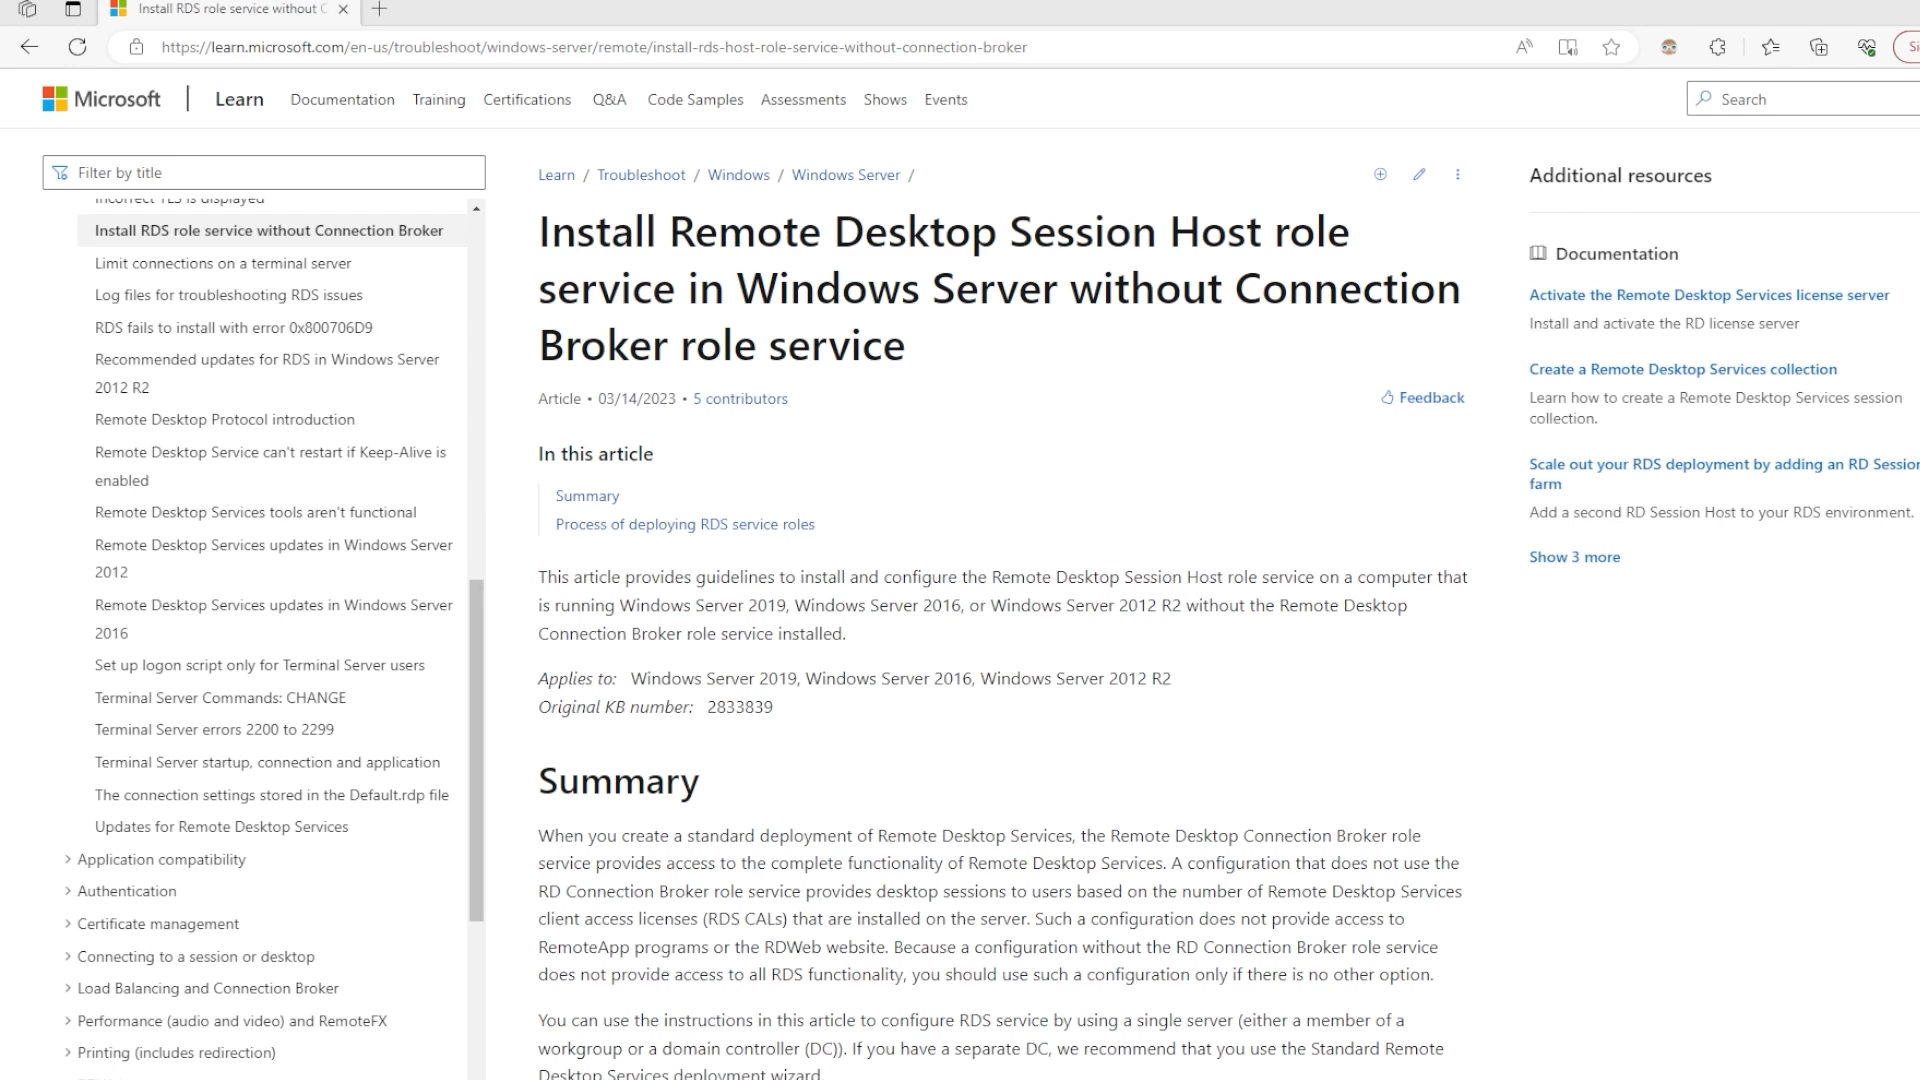 Install RDS role service without C
https://learn.microsoft.com/en-us/troubleshoot/windows-server/remote/install-rds-host-role-service-without-connection-broker
Microsoft
Learn
Documentation
Training
Certifications
Q&A
Code Samples
Assessments
Shows
Events
Search
Filter by title
Incorrect TLS is displayed
Install RDS role service without Connection Broker
Limit connections on a terminal server
Log files for troubleshooting RDS issues
RDS fails to install with error 0x800706D9
Recommended updates for RDS in Windows Server
2012 R2
Remote Desktop Protocol introduction
Remote Desktop Service can't restart if Keep-Alive is
enabled
Remote Desktop Services tools aren't functional
Remote Desktop Services updates in Windows Server
2012
Remote Desktop Services updates in Windows Server
2016
Set up logon script only for Terminal Server users
Terminal Server Commands: CHANGE
Terminal Server errors 2200 to 2299
Terminal Server startup, connection and application
The connection settings stored in the Default.rdp file
Updates for Remote Desktop Services
Application compatibility
Authentication
Certificate management
Connecting to a session or desktop
Load Balancing and Connection Broker
Performance (audio and video) and RemoteFX
Printing (includes redirection)
Learn / Troubleshoot / Windows / Windows Server /
Install Remote Desktop Session Host role
service in Windows Server without Connection
Broker role service
Article • 03/14/2023 • 5 contributors
Feedback
In this article
Summary
Process of deploying RDS service roles
This article provides guidelines to install and configure the Remote Desktop Session Host role service on a computer that
is running Windows Server 2019, Windows Server 2016, or Windows Server 2012 R2 without the Remote Desktop
Connection Broker role service installed.
Applies to: Windows Server 2019, Windows Server 2016, Windows Server 2012 R2
Original KB number: 2833839
Summary
When you create a standard deployment of Remote Desktop Services, the Remote Desktop Connection Broker role
service provides access to the complete functionality of Remote Desktop Services. A configuration that does not use the
RD Connection Broker role service provides desktop sessions to users based on the number of Remote Desktop Services
client access licenses (RDS CALs) that are installed on the server. Such a configuration does not provide access to
RemoteApp programs or the RDWeb website. Because a configuration without the RD Connection Broker role service
does not provide access to all RDS functionality, you should use such a configuration only if there is no other option.
You can use the instructions in this article to configure RDS service by using a single server (either a member of a
workgroup or a domain controller (DC)). If you have a separate DC, we recommend that you use the Standard Remote
Desktop Services deployment wizard.
Additional resources
Documentation
Activate the Remote Desktop Services license server
Install and activate the RD license server
Create a Remote Desktop Services collection
Learn how to create a Remote Desktop Services session
collection.
Scale out your RDS deployment by adding an RD Session
farm
Add a second RD Session Host to your RDS environment.
Show 3 more